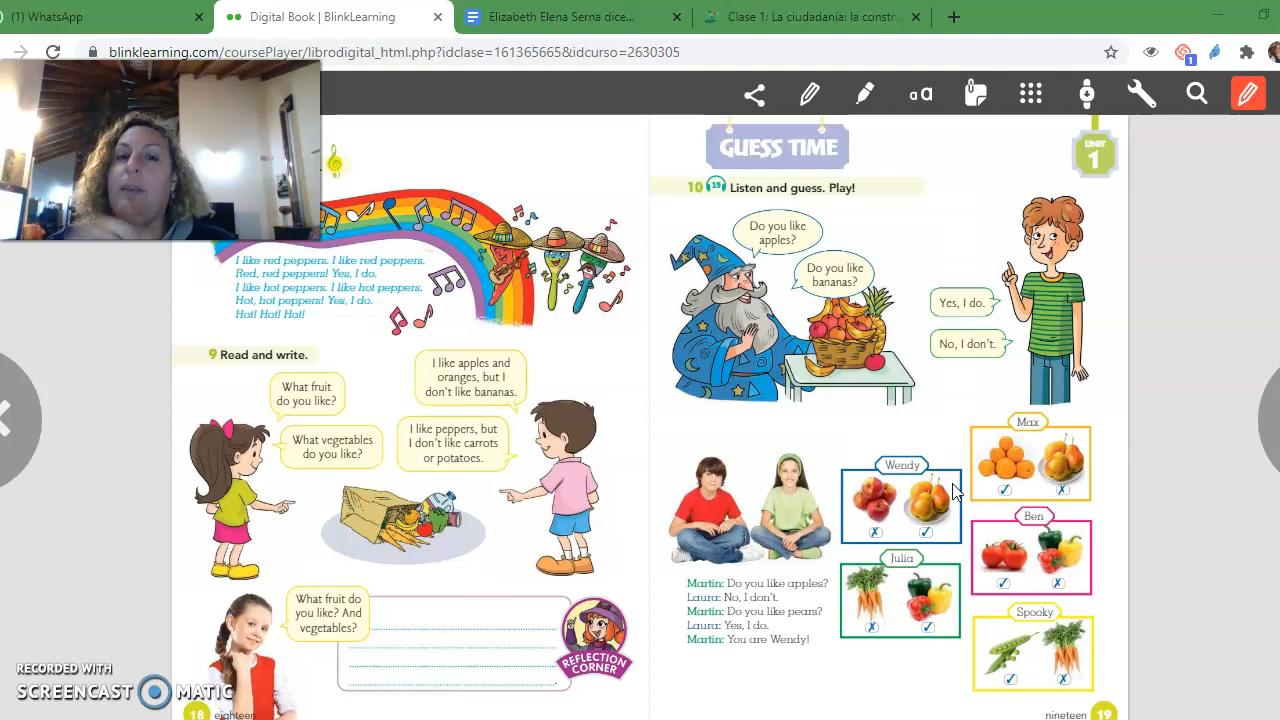 (1) WhatsApp
Digital Book | BlinkLearning
Elizabeth Elena Serna dice...
Clase 1: La ciudadanía: la constr
blinklearning.com/coursePlayer/librodigital_html.php?idclase=161365665&idcurso=2630305
1
a a
I like red peppers. I like red peppers.
Red, red peppers! Yes, I do.
I like hot peppers. I like hot peppers.
Hot, hot peppers! Yes, I do.
Hot! Hot! Hot!
9 Read and write.
What fruit
do you like?
What vegetables
do you like?
I like apples and
oranges, but I
don't like bananas.
I like peppers, but
I don't like carrots
or potatoes.
What fruit do
you like? And
vegetables?
REFLECTION
CORNER
RECORDED WITH
SCREENCAST MATIC
18 eighteen
GUESS TIME
UNIT
1
10 19 Listen and guess. Play!
Do you like
apples?
Do you like
bananas?
Yes, I do.
No, I don't.
Max
Wendy
Ben
Julia
Spooky
Martin: Do you like apples?
Laura: No, I don't.
Martin: Do you like pears?
Laura: Yes, I do.
Martin: You are Wendy!
nineteen 19